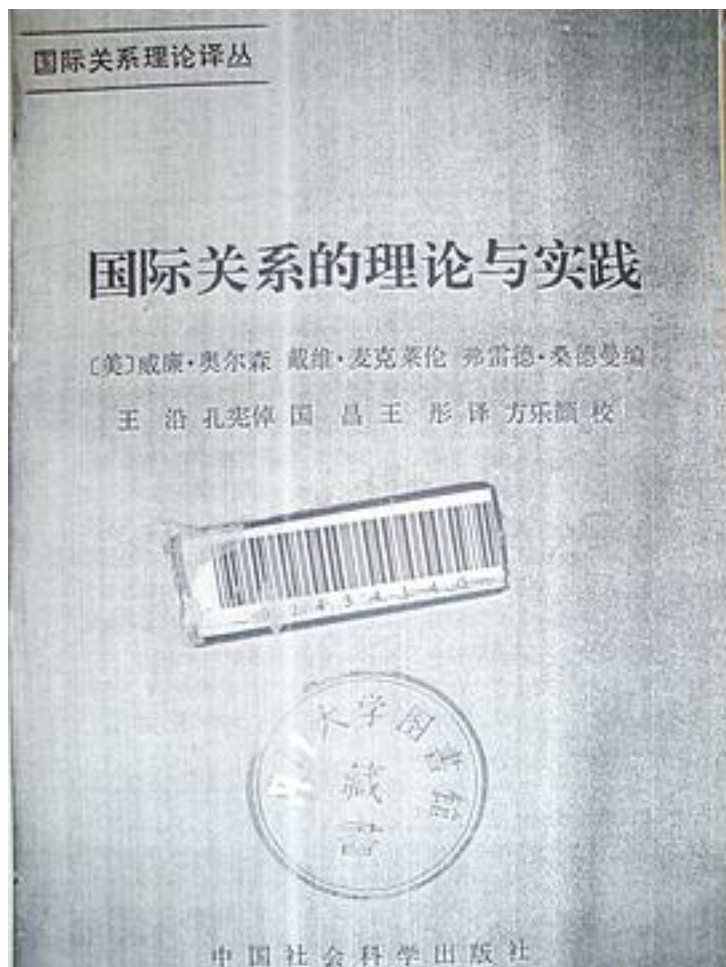 国际关系理论译丛
国际关系的理论与实践
〔美〕威廉·奥尔森 戴维·麦克莱伦 弗雷德·桑德曼编
王 沿 孔宪倬 国 昌 王 彤 译 方乐颜 校
大学图书馆
藏书
中国社会科学出版社